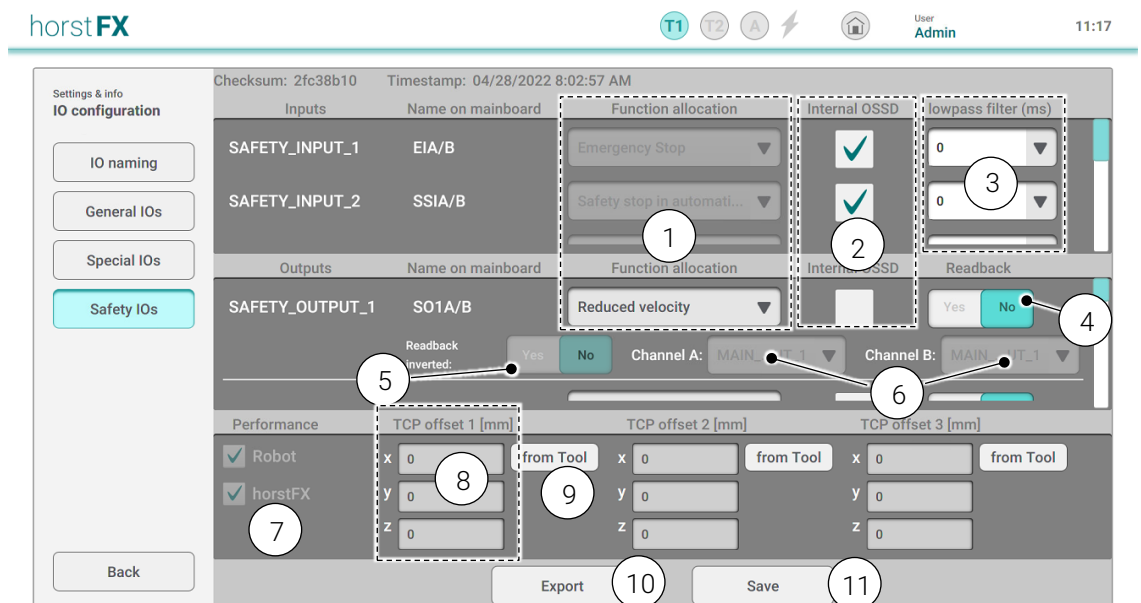 horstFX
T1 T2 A
User
Admin
11:17
Settings & info
IO configuration
IO naming
General IOs
Special IOs
Safety IOs
Back
Checksum: 2fc38b10 Timestamp: 04/28/2022 8:02:57 AM
Inputs Name on mainboard Function allocation Internal OSSD lowpass filter (ms)
SAFETY_INPUT_1 EIA/B Emergency Stop 0
SAFETY_INPUT_2 SSIA/B Safety stop in automati... 0
1 2 3
Outputs Name on mainboard Function allocation Internal OSSD Readback
SAFETY_OUTPUT_1 SO1A/B Reduced velocity Yes No
4
Readback
inverted: Yes No Channel A: Channel B:
5 6
Performance TCP offset 1 [mm] TCP offset 2 [mm] TCP offset 3 [mm]
Robot x 0 from Tool x 0 from Tool x 0 from Tool
horstFX y 0 y 0 y 0
7 8 9
z 0 z 0 z 0
Export 10 Save 11